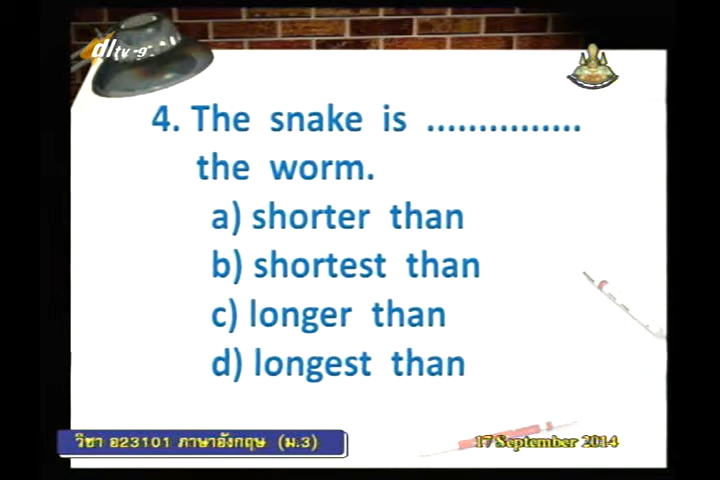 dltv-9
4. The snake is ...............
the worm.
a) shorter than
b) shortest than
c) longer than
d) longest than
วิชา อ23101 ภาษาอังกฤษ (ม.3)
17 September 2014